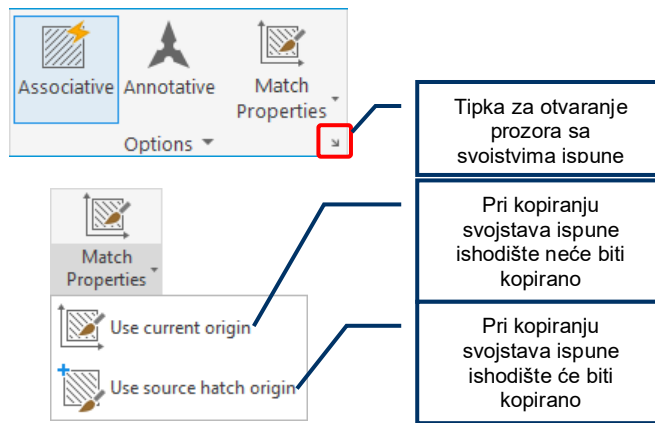 Associative Annotative Match
Properties
Options
Tipka za otvaranje
prozora sa
svojstvima ispune
Match
Properties
Use current origin
Use source hatch origin
Pri kopiranju
svojstava ispune
ishodište neće biti
kopirano
Pri kopiranju
svojstava ispune
ishodište će biti
kopirano